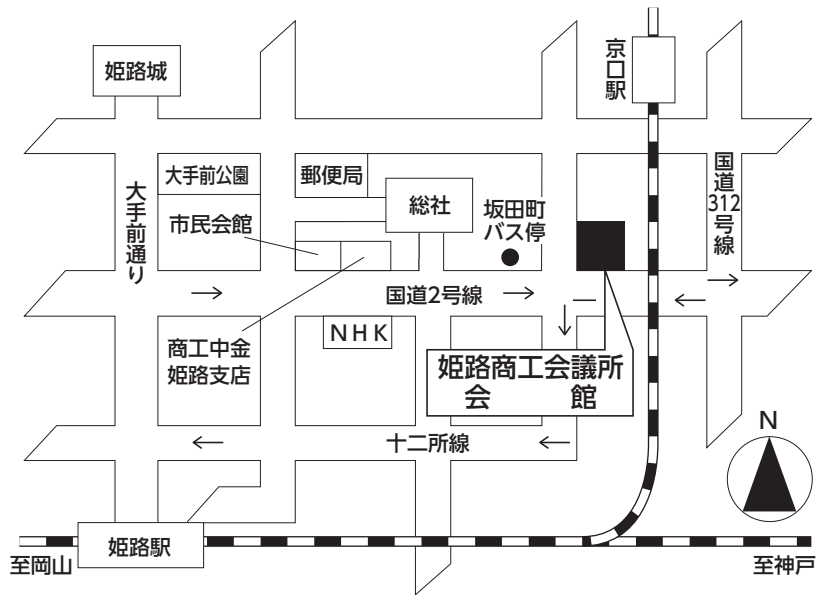 姫路城
京口駅
大手前公園
郵便局
国道312号線
大手前通り
総社
坂田町
バス停
市民会館
国道2号線
NHK
商工中金
姫路支店
姫路商工会議所
会館
十二所線
N
姫路駅
至岡山
至神戸